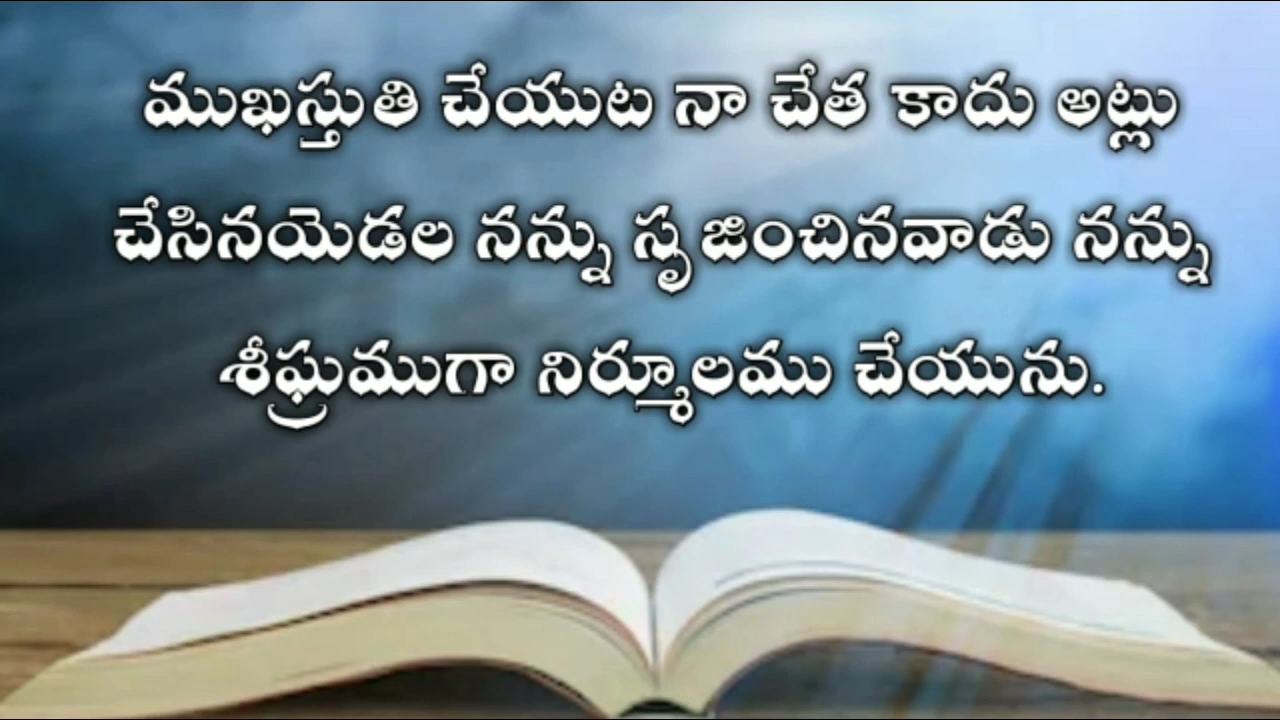 ముఖస్తుతి చేయుట నా చేత కాదు అట్లు
చేసినయెడల నన్ను సృజించినవాడు నన్ను
శీఘ్రముగా నిర్మూలము చేయును.